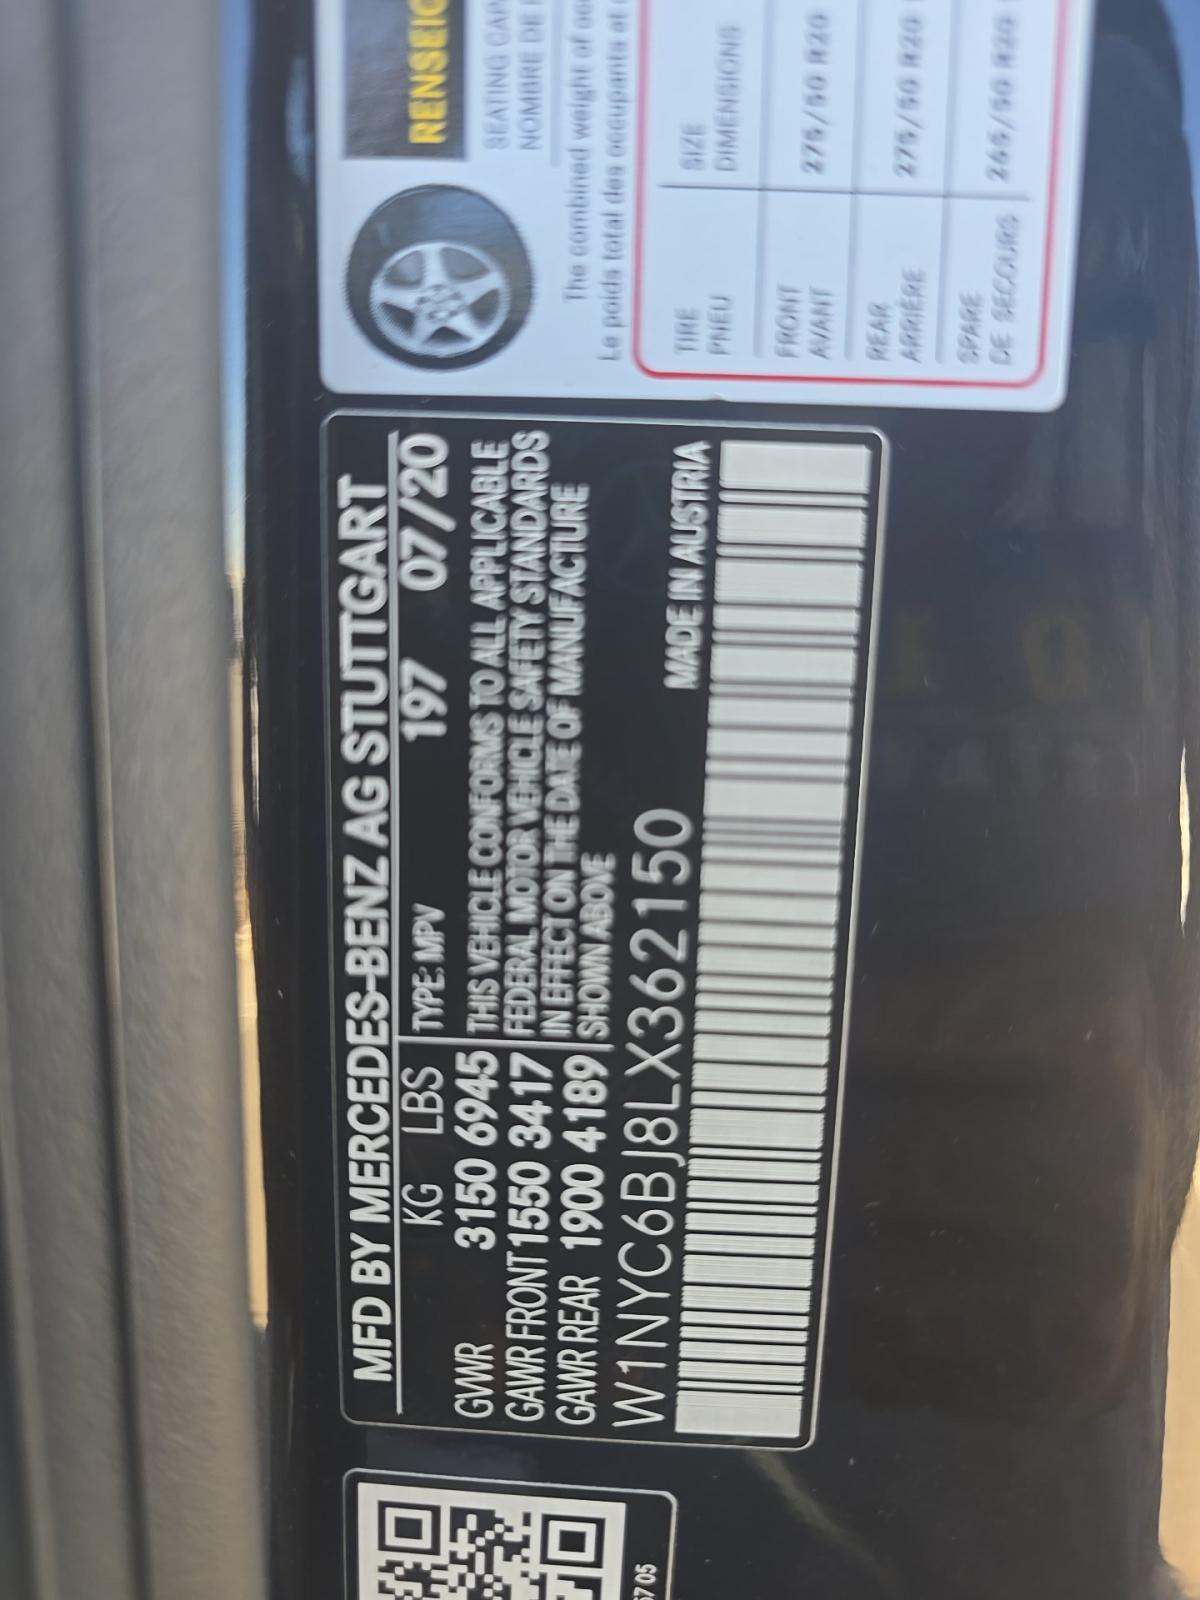 MFD BY MERCEDES-BENZ AG STUTTGART
KG LBS TYPE: MPV 197 07/20
GVWR 3150 6945
GAWR FRONT 1550 3417
GAWR REAR 1900 4189
THIS VEHICLE CONFORMS TO ALL APPLICABLE
FEDERAL MOTOR VEHICLE SAFETY STANDARDS
IN EFFECT ON THE DATE OF MANUFACTURE
SHOWN ABOVE
W1NYC6BJ8LX362150 MADE IN AUSTRIA
RENSEIG
SEATING CAP
NOMBRE DE
The combined weight of
Le poids total des occupants et
TIRE SIZE
PNEU DIMENSIONS
FRONT
AVANT 275/50 R20
REAR
ARRIÈRE 275/50 R20
SPARE
DE SECOURS 265/50 R20